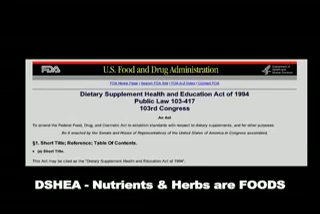 FDA U.S. Food and Drug Administration
Dietary Supplement Health and Education Act of 1994
Public Law 103-417
103rd Congress
An Act
To amend the Federal Food, Drug, and Cosmetic Act to establish standards with respect to dietary supplements, and for other purposes.
Be it enacted by the Senate and House of Representatives of the United States of America in Congress assembled,
§1. Short Title; Reference; Table Of Contents.
(a) Short Title.
This Act may be cited as the "Dietary Supplement Health and Education Act of 1994".
DSHEA - Nutrients & Herbs are FOODS